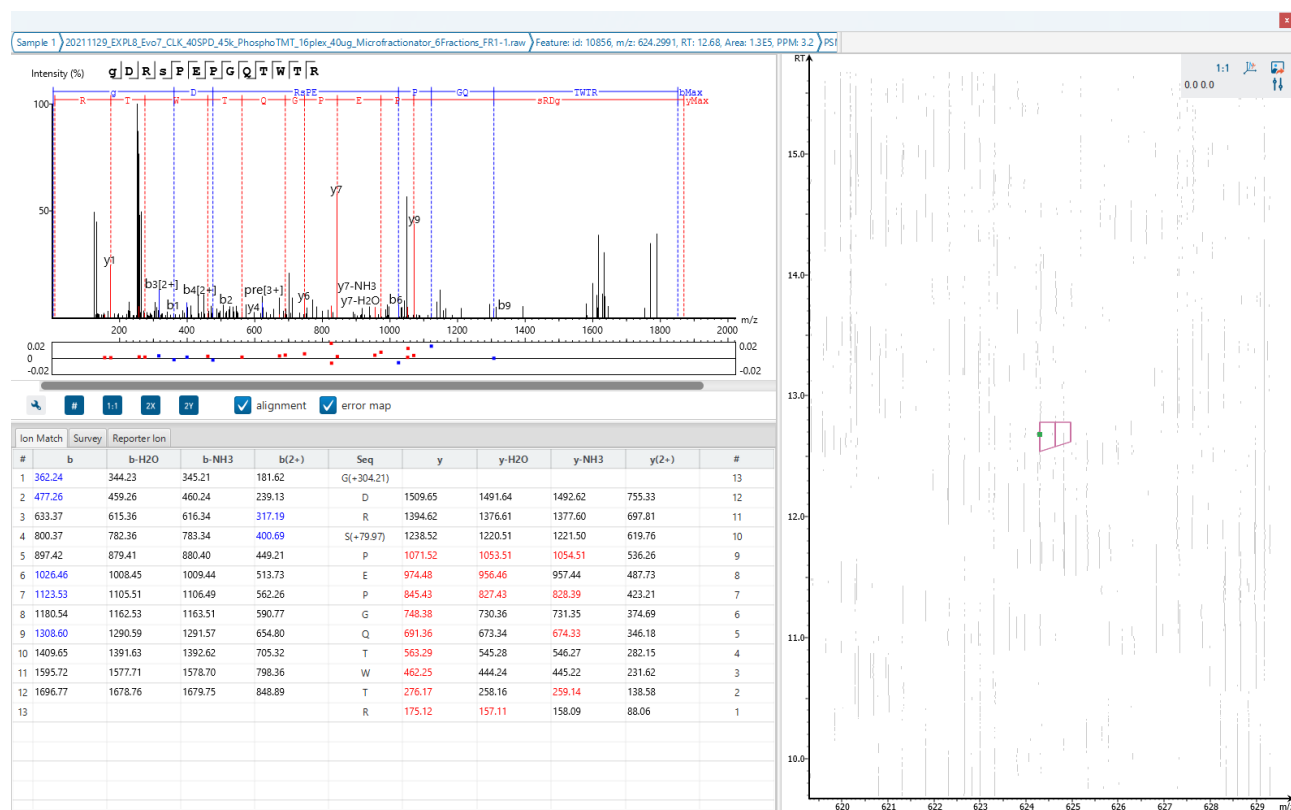 x
Sample 1 20211129_EXPL8_Evo7_CLK_40SPD_45k_PhosphoTMT_16plex_40ug_Microfractionator_6Fractions_FR1-1.raw Feature: id: 10856, m/z: 624.2991, RT: 12.68, Area: 1.3E5, PPM: 3.2
Intensity (%) g D R s P E P G Q T W T R
g D RsPE P GQ TWTR bMax
R T W T Q G P E P sRDg yMax
100
50
y1
b3[2+]
b1
b4[2+]
b2
y4
pre[3+]
y6
y7
y7-NH3
y7-H2O
b6
y9
b9
200 400 600 800 1000 1200 1400 1600 1800 2000 m/z
0.02 0.02
0
-0.02 -0.02
# 1:1 2X 2Y alignment error map
Ion Match Survey Reporter Ion
# b b-H2O b-NH3 b(2+) Seq y y-H2O y-NH3 y(2+) #
1 362.24 344.23 345.21 181.62 G(+304.21) 13
2 477.26 459.26 460.24 239.13 D 1509.65 1491.64 1492.62 755.33 12
3 633.37 615.36 616.34 317.19 R 1394.62 1376.61 1377.60 697.81 11
4 800.37 782.36 783.34 400.69 S(+79.97) 1238.52 1220.51 1221.50 619.76 10
5 897.42 879.41 880.40 449.21 P 1071.52 1053.51 1054.51 536.26 9
6 1026.46 1008.45 1009.44 513.73 E 974.48 956.46 957.44 487.73 8
7 1123.53 1105.51 1106.49 562.26 P 845.43 827.43 828.39 423.21 7
8 1180.54 1162.53 1163.51 590.77 G 748.38 730.36 731.35 374.69 6
9 1308.60 1290.59 1291.57 654.80 Q 691.36 673.34 674.33 346.18 5
10 1409.65 1391.63 1392.62 705.32 T 563.29 545.28 546.27 282.15 4
11 1595.72 1577.71 1578.70 798.36 W 462.25 444.24 445.22 231.62 3
12 1696.77 1678.76 1679.75 848.89 T 276.17 258.16 259.14 138.58 2
13 R 175.12 157.11 158.09 88.06 1
RT
1:1
0.0 0.0
15.0
14.0
13.0
12.0
11.0
10.0
620 621 622 623 624 625 626 627 628 629 m/z